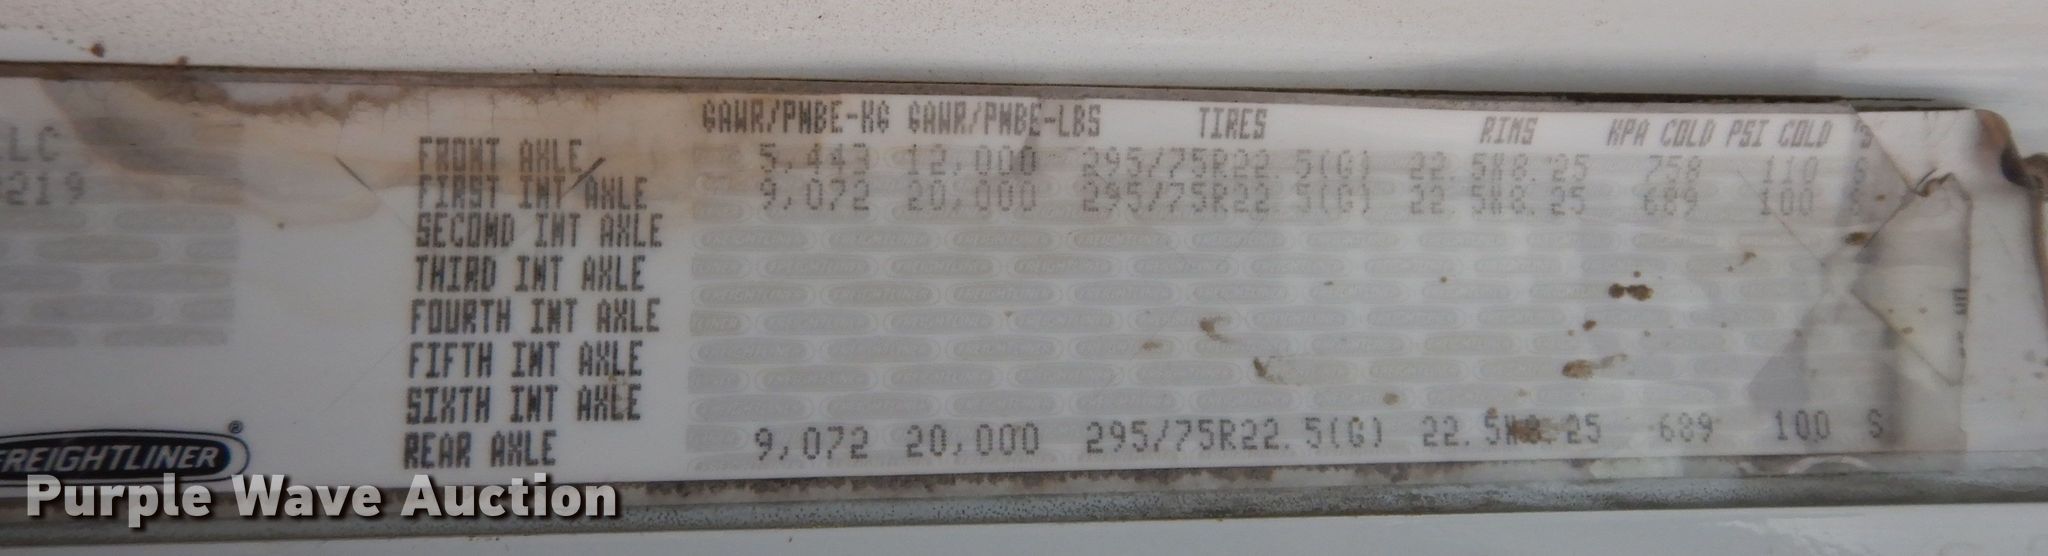 LC
219
GAWR/PNBE-KG GAWR/PNBE-LBS TIRES RIMS KPA COLD PSI COLD
FRONT AXLE 5,443 12,000 295/75R22.5(G) 22.5X8.25 758 110 S
FIRST INT AXLE 9,072 20,000 295/75R22.5(G) 22.5X8.25 689 100
SECOND INT AXLE
THIRD INT AXLE
FOURTH INT AXLE
FIFTH INT AXLE
SIXTH INT AXLE
REAR AXLE 9,072 20,000 295/75R22.5(G) 22.5X8.25 689 100 S
FREIGHTLINER®
Purple Wave Auction